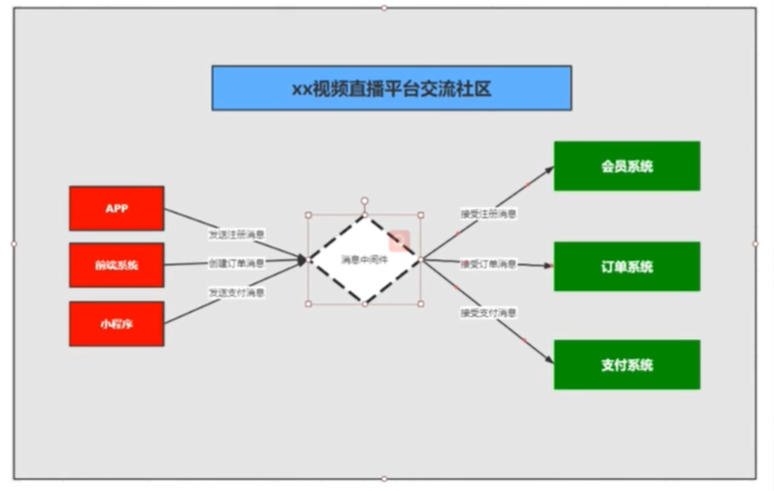 xx视频直播平台交流社区
会员系统
APP
接受注册消息
发送注册消息
前端系统
创建订单消息
消息中间件
接受订单消息
订单系统
发送支付消息
小程序
接受支付消息
支付系统